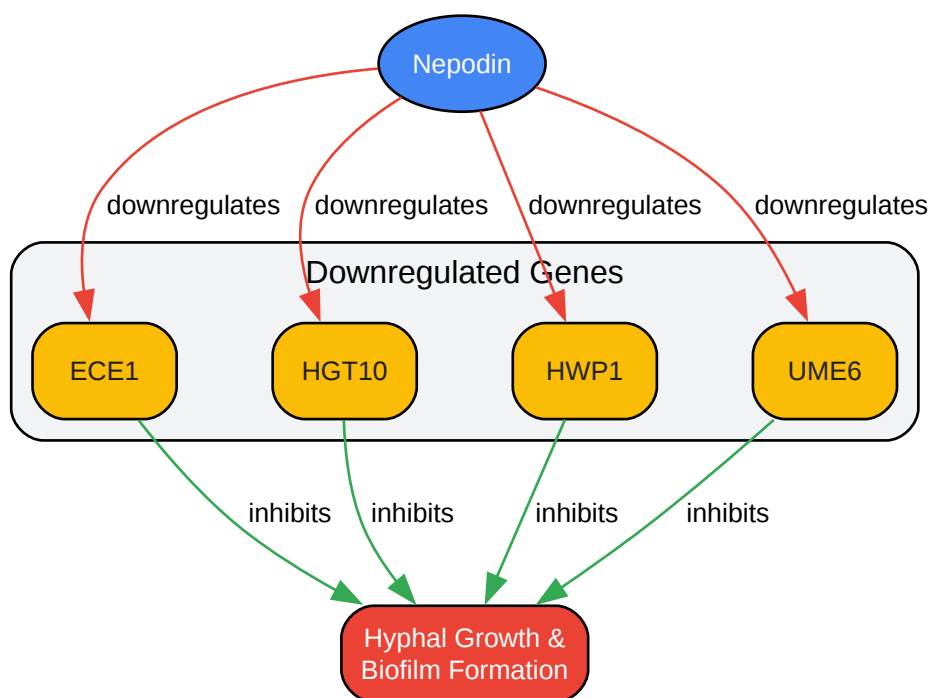 Nepodin
downregulates
downregulates
downregulates
downregulates
Downregulated Genes
ECE1
HGT10
HWP1
UME6
inhibits
inhibits
inhibits
inhibits
Hyphal Growth &
Biofilm Formation